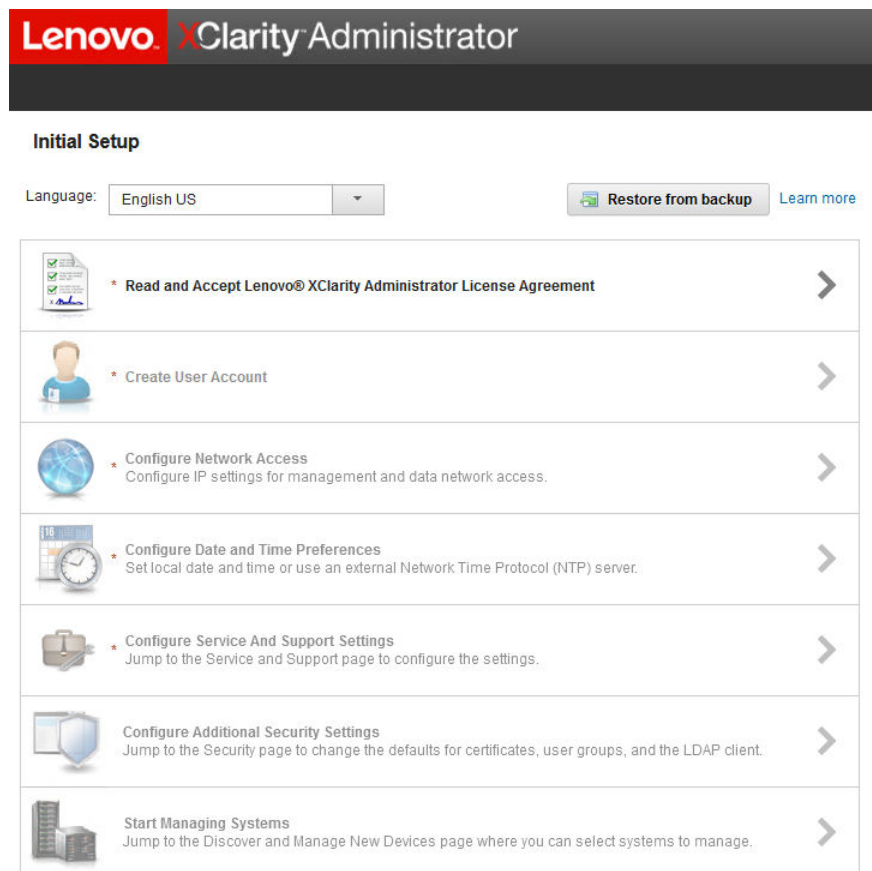 Lenovo. XClarity™ Administrator
Initial Setup
Language: English US Restore from backup Learn more
* Read and Accept Lenovo® XClarity Administrator License Agreement
* Create User Account
* Configure Network Access
Configure IP settings for management and data network access.
16
* Configure Date and Time Preferences
Set local date and time or use an external Network Time Protocol (NTP) server.
* Configure Service And Support Settings
Jump to the Service and Support page to configure the settings.
Configure Additional Security Settings
Jump to the Security page to change the defaults for certificates, user groups, and the LDAP client.
Start Managing Systems
Jump to the Discover and Manage New Devices page where you can select systems to manage.